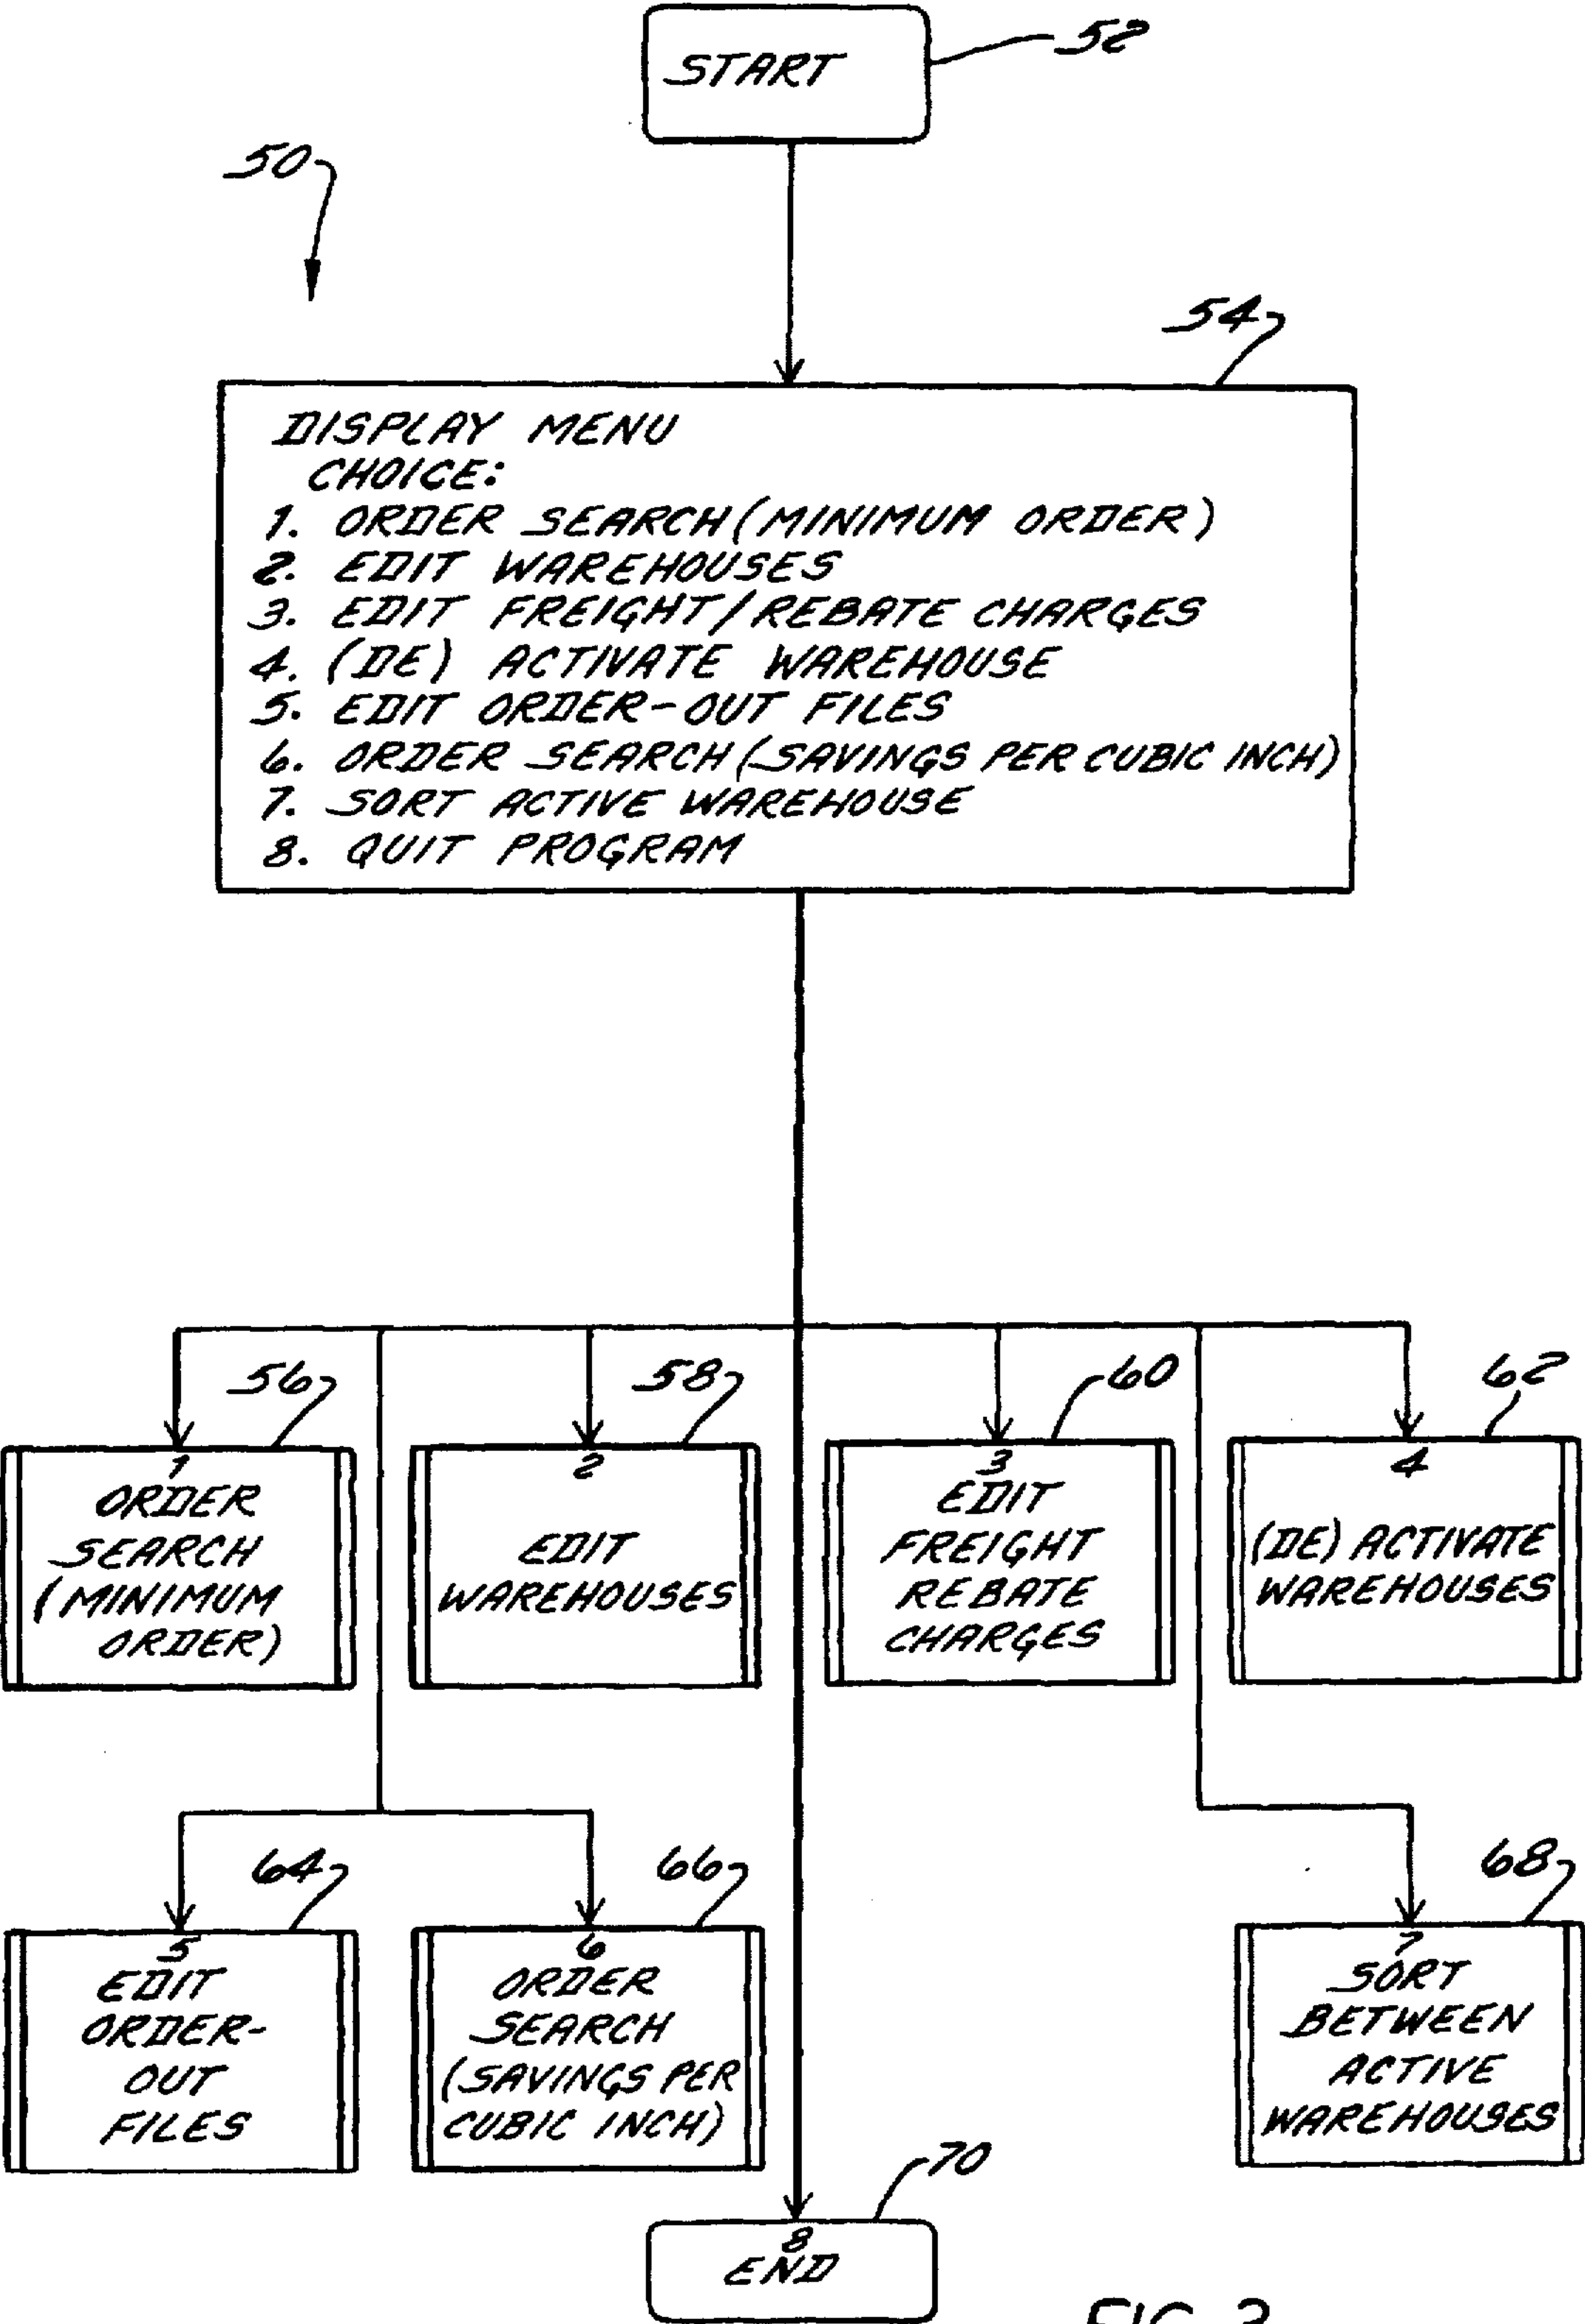 START
52
50
54
DISPLAY MENU
CHOICE:
1. ORDER SEARCH (MINIMUM ORDER)
2. EDIT WAREHOUSES
3. EDIT FREIGHT/REBATE CHARGES
4. (DE) ACTIVATE WAREHOUSE
5. EDIT ORDER-OUT FILES
6. ORDER SEARCH (SAVINGS PER CUBIC INCH)
7. SORT ACTIVE WAREHOUSE
8. QUIT PROGRAM
56
1
ORDER
SEARCH
(MINIMUM
ORDER)
58
2
EDIT
WAREHOUSES
60
3
EDIT
FREIGHT
REBATE
CHARGES
62
4
(DE) ACTIVATE
WAREHOUSES
64
5
EDIT
ORDER-
OUT
FILES
66
6
ORDER
SEARCH
(SAVINGS PER
CUBIC INCH)
68
7
SORT
BETWEEN
ACTIVE
WAREHOUSES
70
8
END
FIG. 3